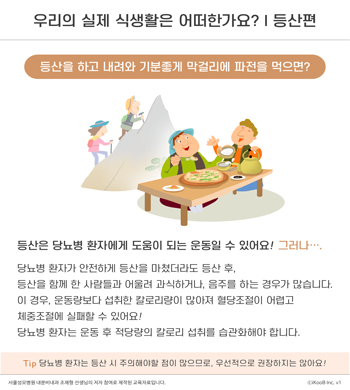 우리의 실제 식생활은 어떠한가요? I 등산편
등산을 하고 내려와 기분좋게 막걸리에 파전을 먹으면?
등산은 당뇨병 환자에게 도움이 되는 운동일 수 있어요! 그러나….
당뇨병 환자가 안전하게 등산을 마쳤더라도 등산 후,
등산을 함께 한 사람들과 어울려 과식하거나, 음주를 하는 경우가 많습니다.
이 경우, 운동량보다 섭취한 칼로리량이 많아져 혈당조절이 어렵고
체중조절에 실패할 수 있어요!
당뇨병 환자는 운동 후 적당량의 칼로리 섭취를 습관화해야 합니다.
Tip 당뇨병 환자는 등산 시 주의해야할 점이 많으므로, 우선적으로 권장하지는 않아요!
서울성모병원 내분비내과 조재형 선생님의 저작 참여로 제작된 교육자료입니다.
ⓒiKooB Inc. v1